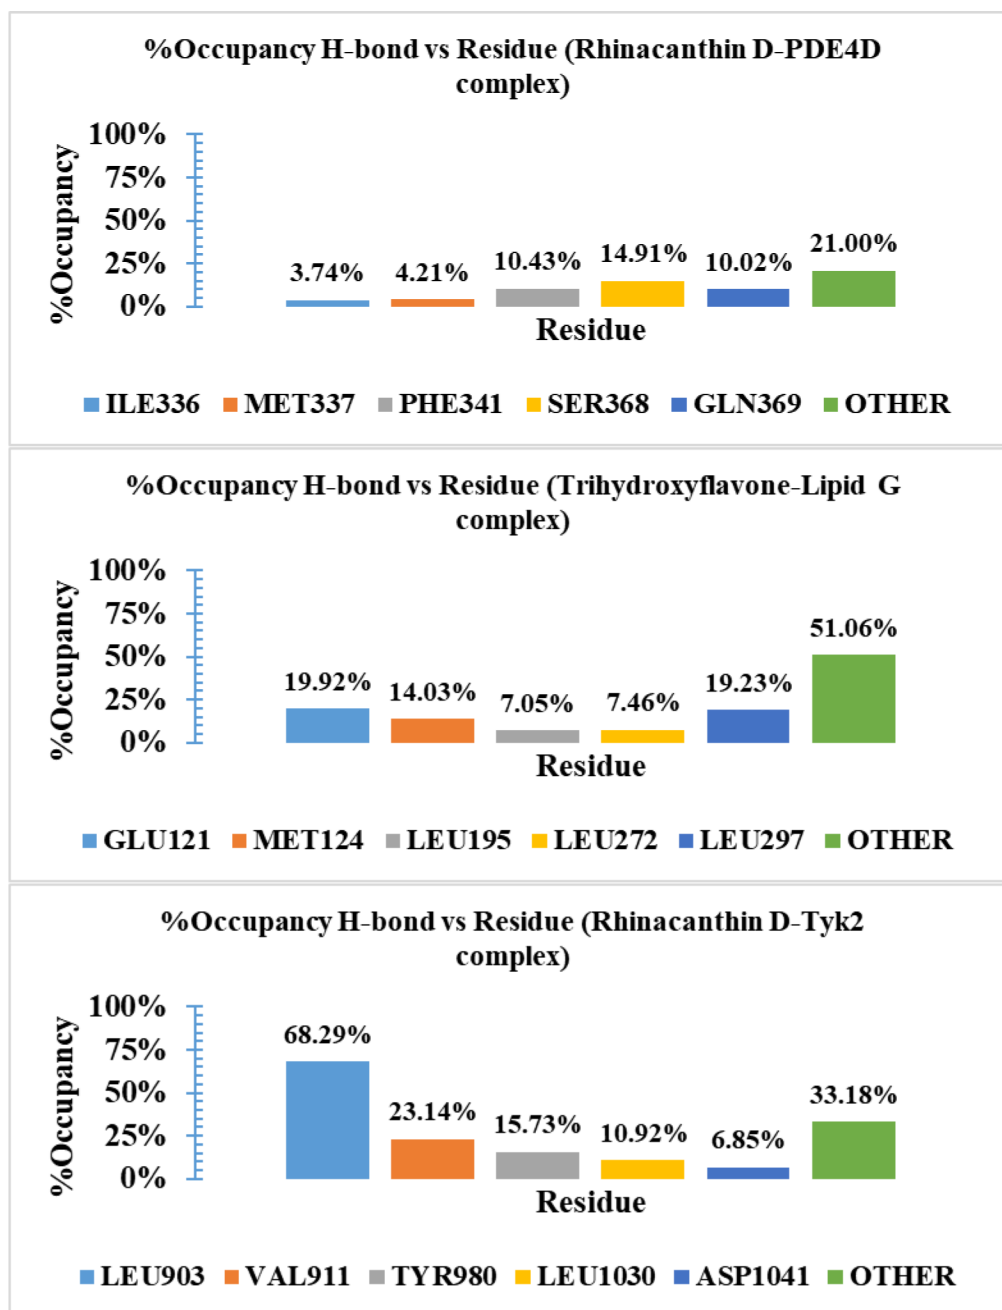 %Occupancy H-bond vs Residue (Rhinacanthin D-PDE4D
complex)
100%
75%
50%
25%
0%
%Occupancy
3.74%
4.21%
10.43%
14.91%
10.02%
21.00%
Residue
ILE336 MET337 PHE341 SER368 GLN369 OTHER
%Occupancy H-bond vs Residue (Trihydroxyflavone-Lipid G
complex)
100%
75%
50%
25%
0%
%Occupancy
19.92%
14.03%
7.05%
7.46%
19.23%
51.06%
Residue
GLU121 MET124 LEU195 LEU272 LEU297 OTHER
%Occupancy H-bond vs Residue (Rhinacanthin D-Tyk2
complex)
100%
75%
50%
25%
0%
%Occupancy
68.29%
23.14%
15.73%
10.92%
6.85%
33.18%
Residue
LEU903 VAL911 TYR980 LEU1030 ASP1041 OTHER